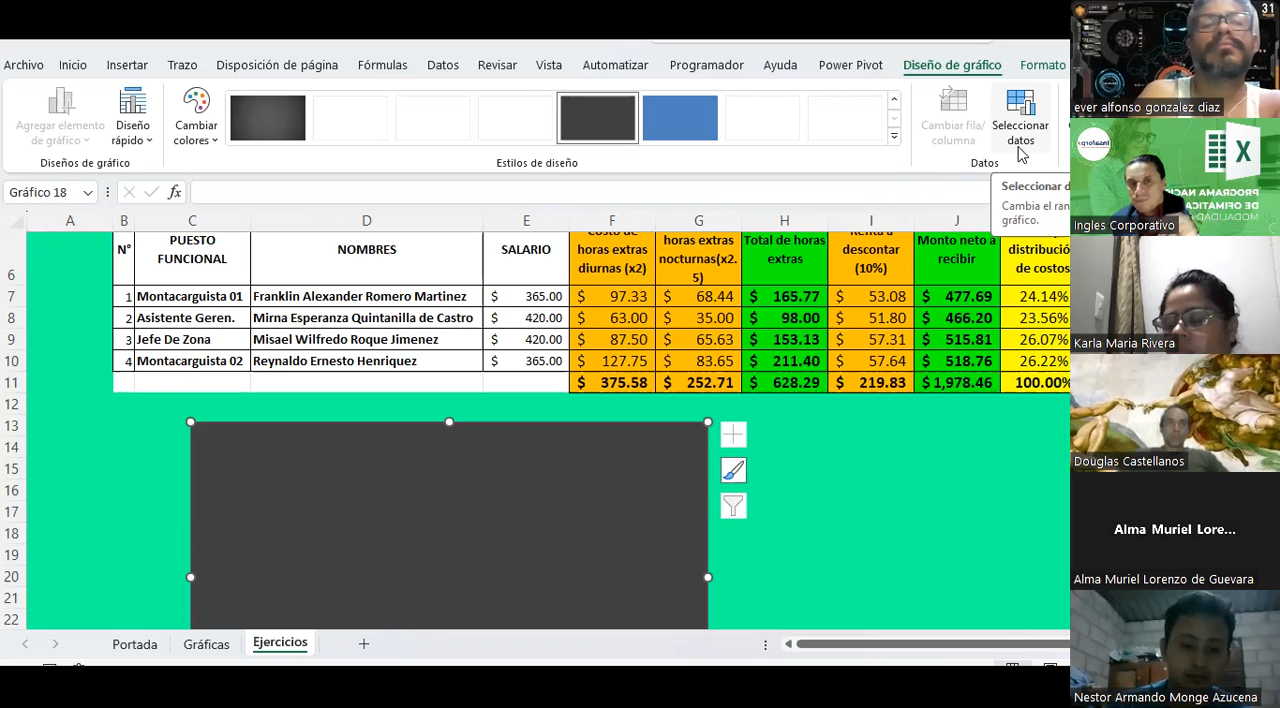 Archivo Inicio Insertar Trazo Disposición de página Fórmulas Datos Revisar Vista Automatizar Programador Ayuda Power Pivot Diseño de gráfico Formato
Agregar elemento de gráfico
Diseño rápido
Cambiar colores
Cambiar fila/ columna
Seleccionar datos
Diseños de gráfico
Estilos de diseño
Datos
Gráfico 18
fx
Seleccionar d
Cambia el ran
gráfico.
A B C D E F G H I J
6 N° PUESTO FUNCIONAL NOMBRES SALARIO horas extras diurnas (x2) horas extras nocturnas(x2.5) Total de horas extras descontar (10%) Monto neto a recibir distribució de costos
7 1 Montacarguista 01 Franklin Alexander Romero Martinez $ 365.00 $ 97.33 $ 68.44 $ 165.77 $ 53.08 $ 477.69 24.14%
8 2 Asistente Geren. Mirna Esperanza Quintanilla de Castro $ 420.00 $ 63.00 $ 35.00 $ 98.00 $ 51.80 $ 466.20 23.56%
9 3 Jefe De Zona Misael Wilfredo Roque Jimenez $ 420.00 $ 87.50 $ 65.63 $ 153.13 $ 57.31 $ 515.81 26.07%
10 4 Montacarguista 02 Reynaldo Ernesto Henriquez $ 365.00 $ 127.75 $ 83.65 $ 211.40 $ 57.64 $ 518.76 26.22%
11 $ 375.58 $ 252.71 $ 628.29 $ 219.83 $ 1,978.46 100.00%
12
13
14
15
16
17
18
19
20
21
22
Portada Gráficas Ejercicios
31
ever alfonso gonzalez diaz
X
PROGRAMA NACIO
DE OFIMATICA
MODALIDAD
Ingles Corporativo
Karla Maria Rivera
Douglas Castellanos
Alma Muriel Lore...
Alma Muriel Lorenzo de Guevara
Nestor Armando Monge Azucena